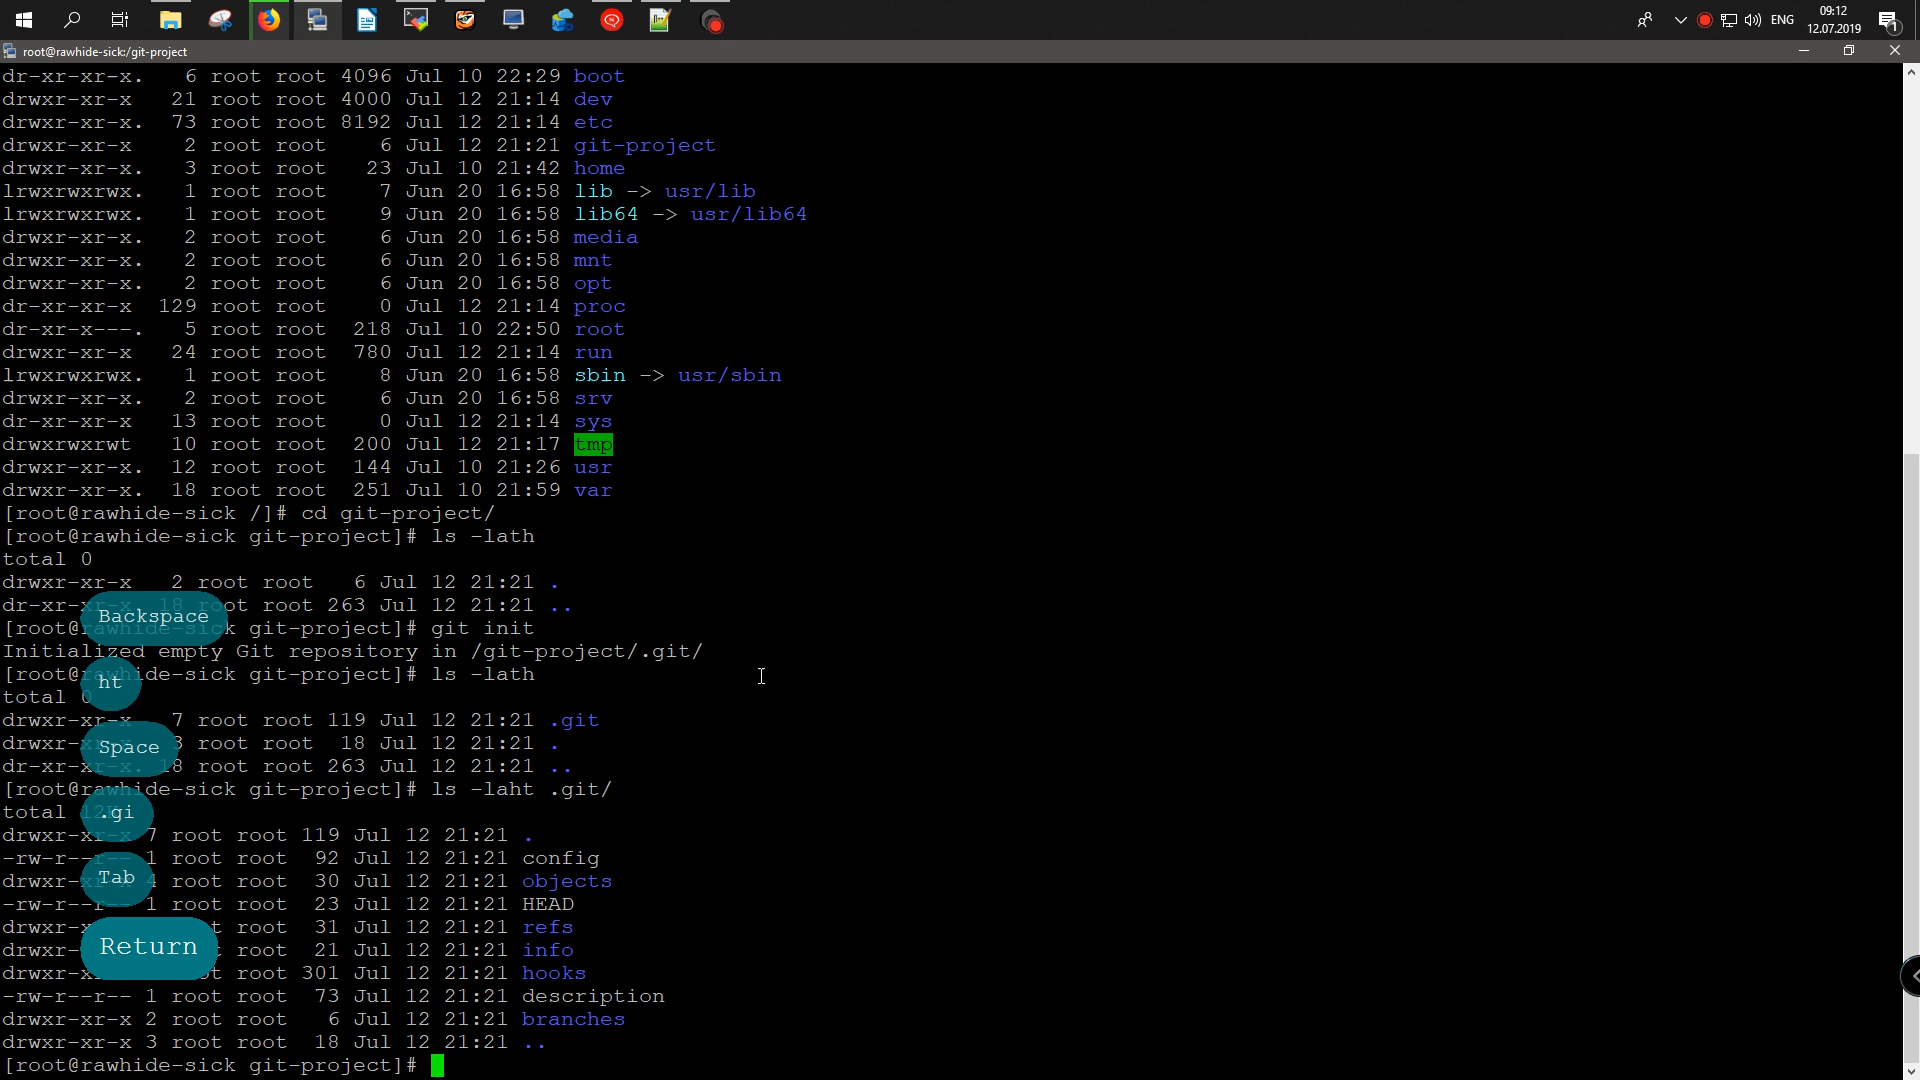 ENG
09:12
12.07.2019
1
root@rawhide-sick:/git-project
dr-xr-xr-x.   6 root root 4096 Jul 10 22:29 boot
drwxr-xr-x   21 root root 4000 Jul 12 21:14 dev
drwxr-xr-x.  73 root root 8192 Jul 12 21:14 etc
drwxr-xr-x    2 root root    6 Jul 12 21:21 git-project
drwxr-xr-x.   3 root root   23 Jul 10 21:42 home
lrwxrwxrwx.   1 root root    7 Jun 20 16:58 lib -> usr/lib
lrwxrwxrwx.   1 root root    9 Jun 20 16:58 lib64 -> usr/lib64
drwxr-xr-x.   2 root root    6 Jun 20 16:58 media
drwxr-xr-x.   2 root root    6 Jun 20 16:58 mnt
drwxr-xr-x.   2 root root    6 Jun 20 16:58 opt
dr-xr-xr-x  129 root root    0 Jul 12 21:14 proc
dr-xr-x---.   5 root root  218 Jul 10 22:50 root
drwxr-xr-x   24 root root  780 Jul 12 21:14 run
lrwxrwxrwx.   1 root root    8 Jun 20 16:58 sbin -> usr/sbin
drwxr-xr-x.   2 root root    6 Jun 20 16:58 srv
dr-xr-xr-x   13 root root    0 Jul 12 21:14 sys
drwxrwxrwt   10 root root  200 Jul 12 21:17 tmp
drwxr-xr-x.  12 root root  144 Jul 10 21:26 usr
drwxr-xr-x.  18 root root  251 Jul 10 21:59 var
[root@rawhide-sick /]# cd git-project/
[root@rawhide-sick git-project]# ls -lath
total 0
drwxr-xr-x   2 root root   6 Jul 12 21:21 .
dr-xr-xr-x. 18 root root 263 Jul 12 21:21 ..
Backspace
[root@rawhide-sick git-project]# git init
Initialized empty Git repository in /git-project/.git/
[root@rawhide-sick git-project]# ls -lath
ht
total 0
drwxr-xr-x   7 root root 119 Jul 12 21:21 .git
drwxr-xr-x   3 root root  18 Jul 12 21:21 .
Space
dr-xr-xr-x. 18 root root 263 Jul 12 21:21 ..
[root@rawhide-sick git-project]# ls -laht .git/
total 12K
.gi
drwxr-xr-x 7 root root 119 Jul 12 21:21 .
-rw-r--r-- 1 root root  92 Jul 12 21:21 config
drwxr-xr-x 4 root root  30 Jul 12 21:21 objects
Tab
-rw-r--r-- 1 root root  23 Jul 12 21:21 HEAD
drwxr- t root  31 Jul 12 21:21 refs
drwxr- t root  21 Jul 12 21:21 info
Return
drwxr-x t root 301 Jul 12 21:21 hooks
-rw-r--r-- 1 root root  73 Jul 12 21:21 description
drwxr-xr-x 2 root root   6 Jul 12 21:21 branches
drwxr-xr-x 3 root root  18 Jul 12 21:21 ..
[root@rawhide-sick git-project]#